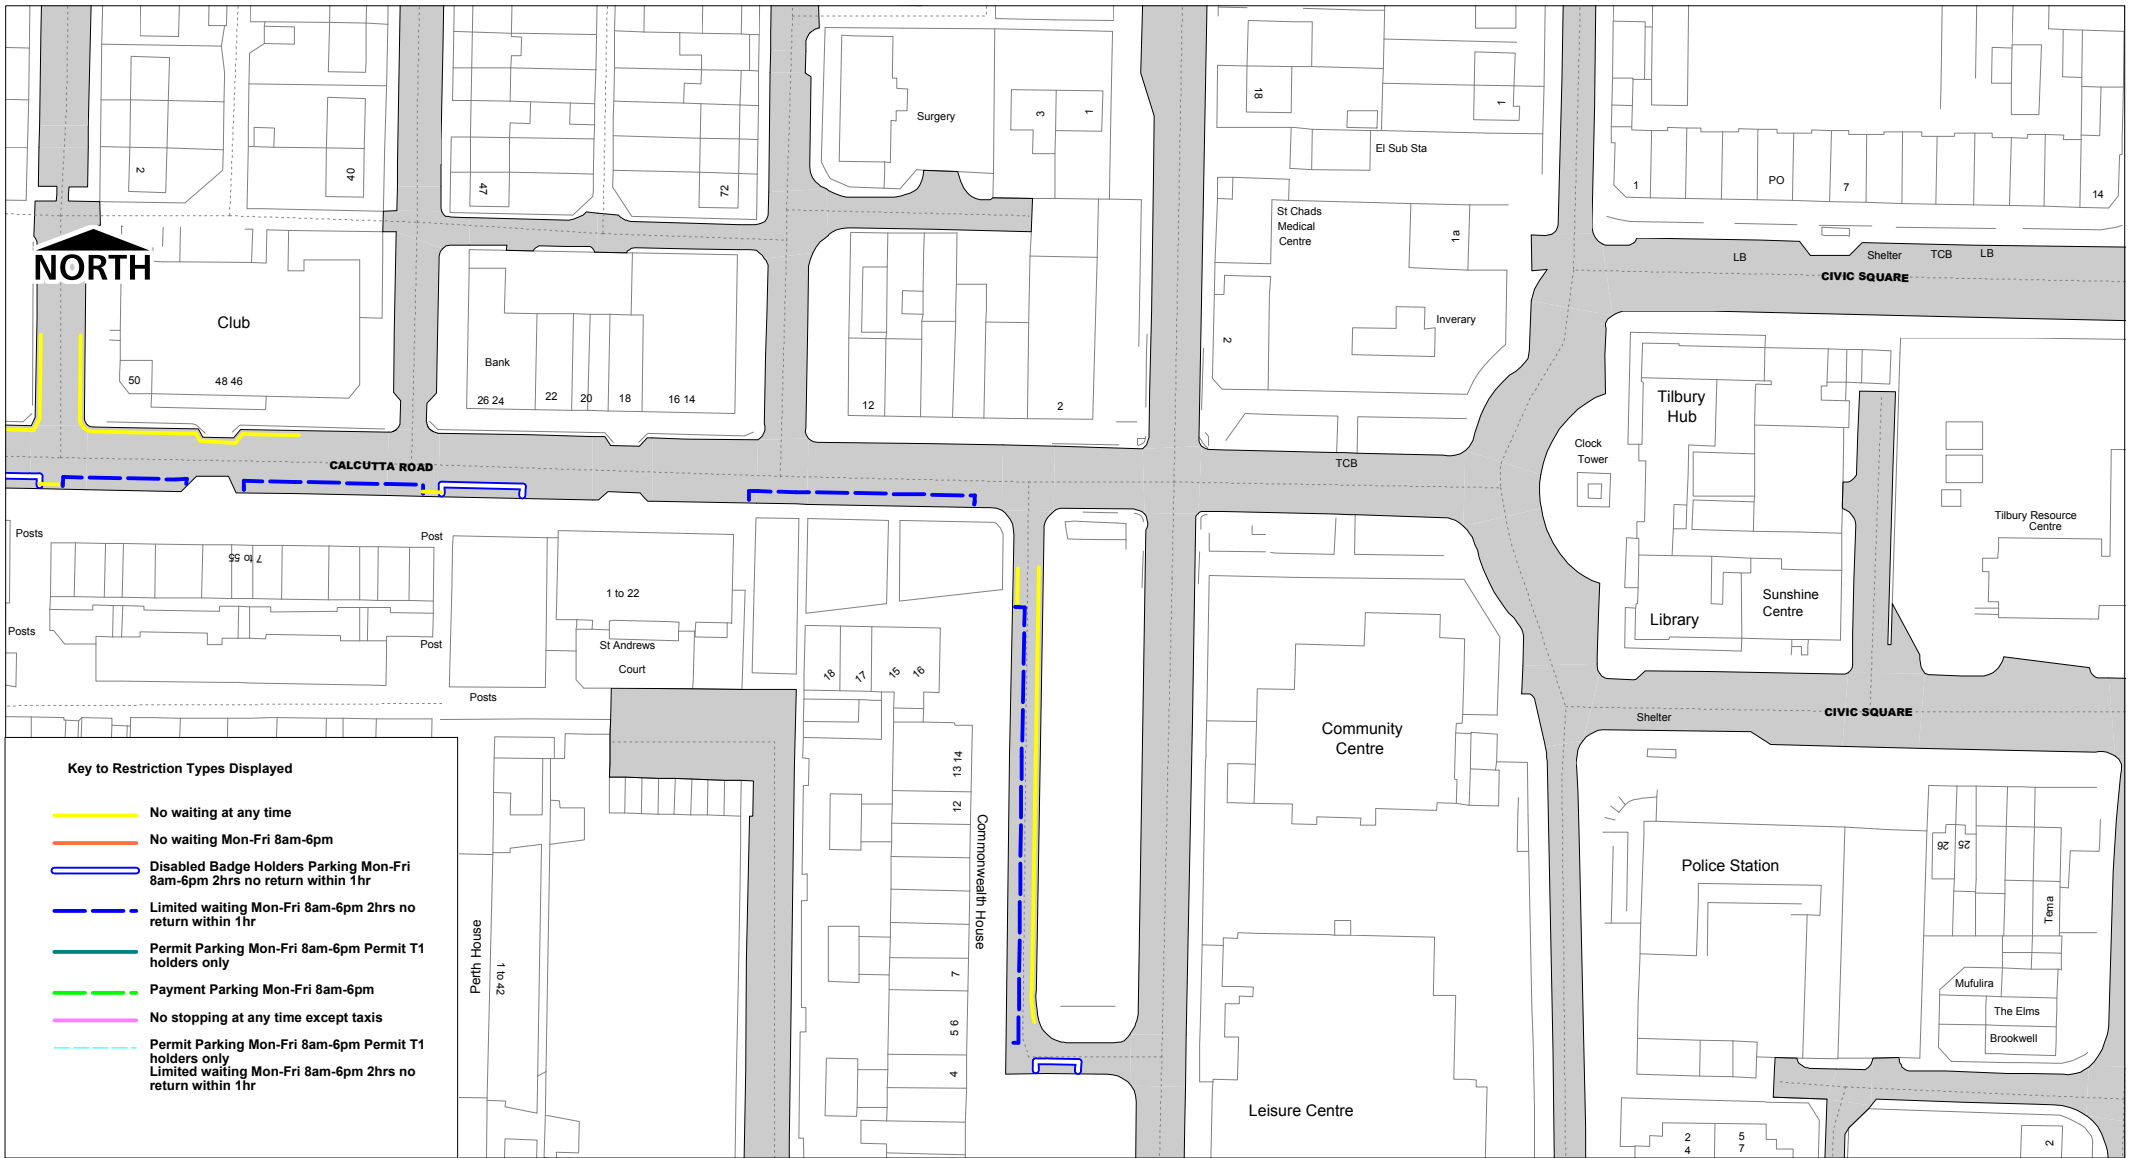 2
40
47
72
Surgery
3
1
18
1
El Sub Sta
1
PO
7
14
St Chads
Medical
Centre
1a
LB
Shelter
TCB
LB
CIVIC SQUARE
NORTH
Club
50
48 46
Bank
26 24
22
20
18
16 14
12
2
2
Inverary
Tilbury
Hub
Clock
Tower
CALCUTTA ROAD
TCB
Tilbury Resource
Centre
Posts
7 to 55
Post
1 to 22
Posts
Post
St Andrews
Court
Posts
18
17
15
16
Library
Sunshine
Centre
Community
Centre
Shelter
CIVIC SQUARE
13 14
12
Commonwealth House
7
5 6
4
Perth House
1 to 42
Police Station
26
25
Tema
Mufulira
The Elms
Brookwell
Leisure Centre
2
4
5
7
2
Key to Restriction Types Displayed
No waiting at any time
No waiting Mon-Fri 8am-6pm
Disabled Badge Holders Parking Mon-Fri
8am-6pm 2hrs no return within 1hr
Limited waiting Mon-Fri 8am-6pm 2hrs no
return within 1hr
Permit Parking Mon-Fri 8am-6pm Permit T1
holders only
Payment Parking Mon-Fri 8am-6pm
No stopping at any time except taxis
Permit Parking Mon-Fri 8am-6pm Permit T1
holders only
Limited waiting Mon-Fri 8am-6pm 2hrs no
return within 1hr